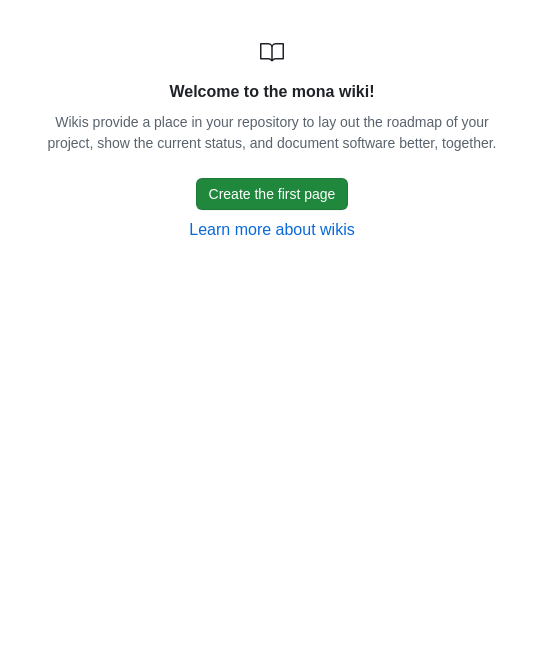 Welcome to the mona wiki!
Wikis provide a place in your repository to lay out the roadmap of your
project, show the current status, and document software better, together.
Create the first page
Learn more about wikis